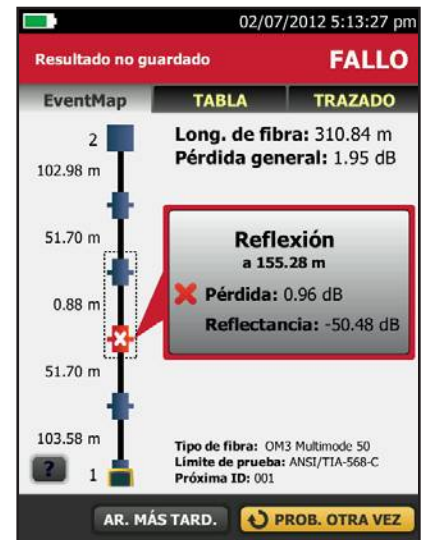 02/07/2012 5:13:27 pm
Resultado no guardado FALLO
EventMap TABLA TRAZADO
2
Long. de fibra: 310.84 m
Pérdida general: 1.95 dB
102.98 m
51.70 m
Reflexión
a 155.28 m
Pérdida: 0.96 dB
Reflectancia: -50.48 dB
0.88 m
51.70 m
103.58 m
Tipo de fibra: OM3 Multimode 50
Límite de prueba: ANSI/TIA-568-C
Próxima ID: 001
?
1
AR. MÁS TARD. PROB. OTRA VEZ